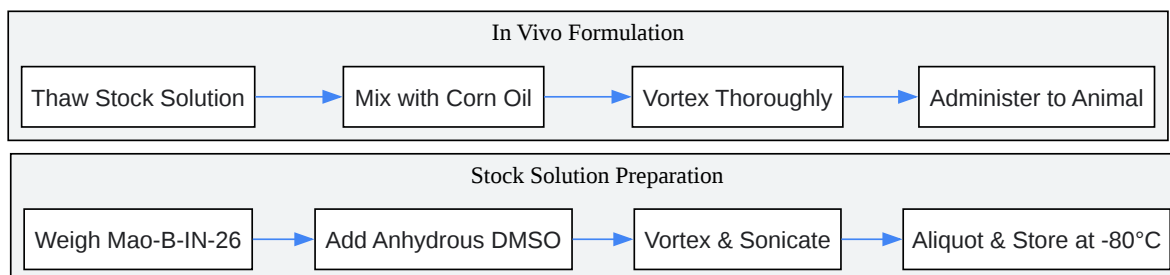 In Vivo Formulation
Thaw Stock Solution
Mix with Corn Oil
Vortex Thoroughly
Administer to Animal
Stock Solution Preparation
Weigh Mao-B-IN-26
Add Anhydrous DMSO
Vortex & Sonicate
Aliquot & Store at -80°C